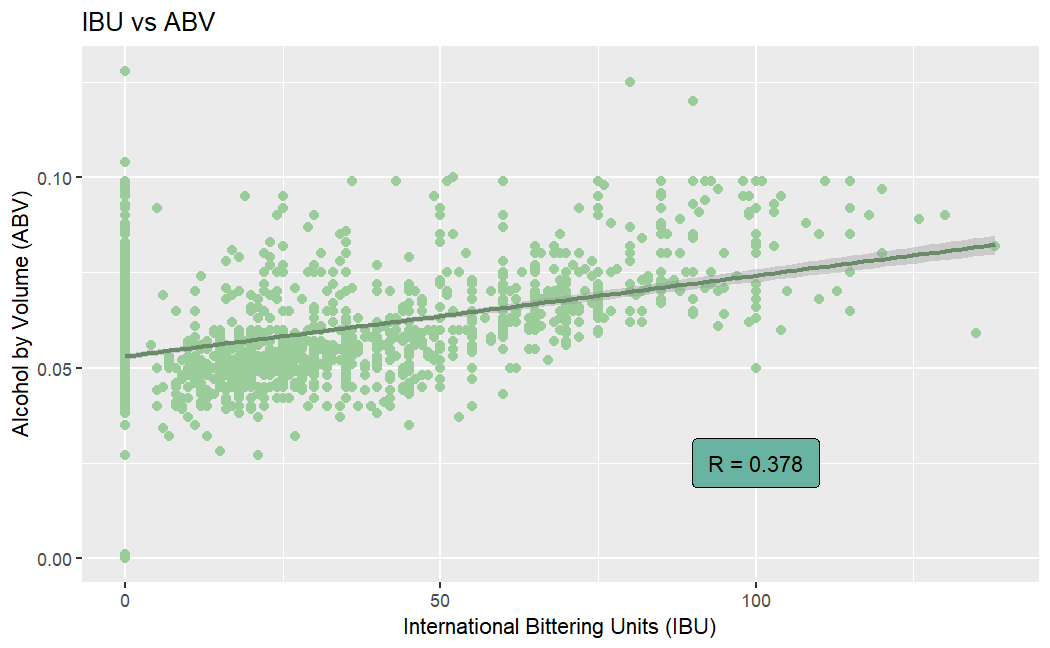 IBU vs ABV
Alcohol by Volume (ABV)
0.10
0.05
0.00
R = 0.378
0 50 100
International Bittering Units (IBU)